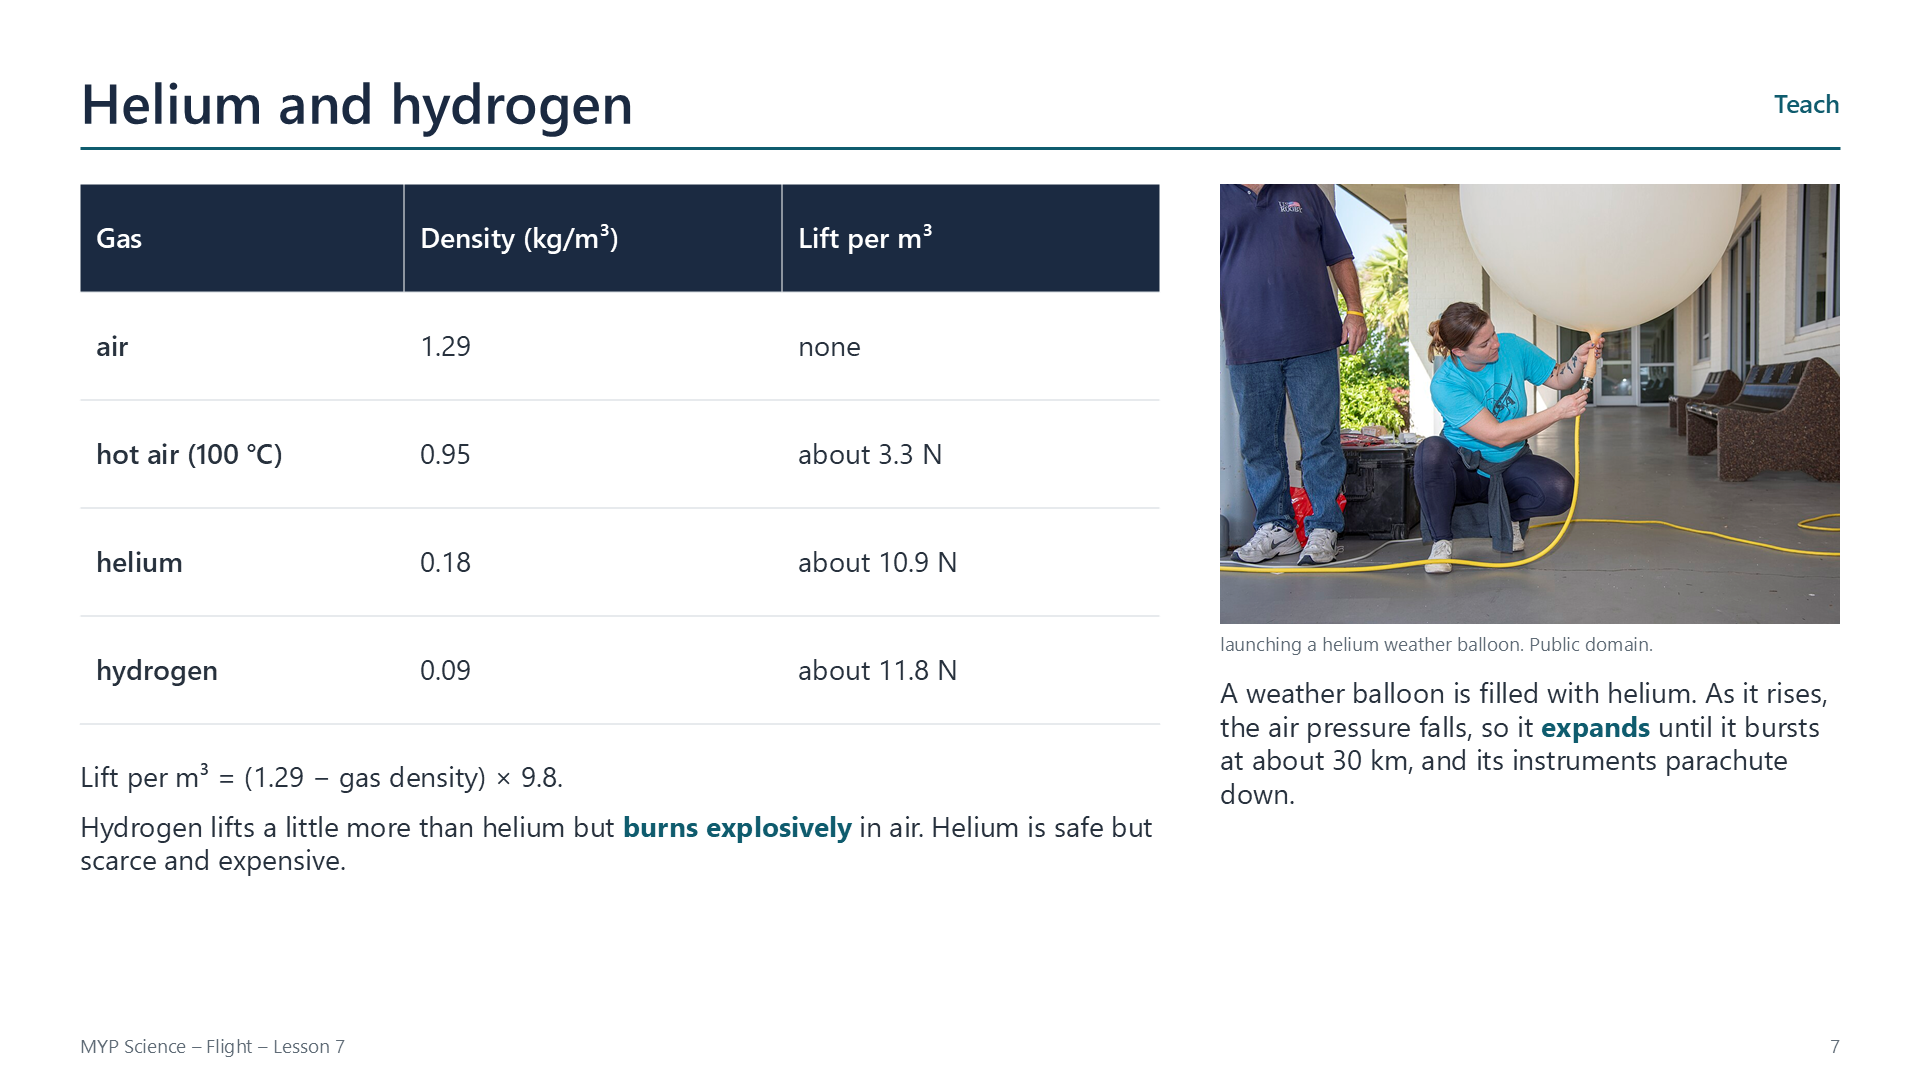 Helium and hydrogen
Teach
Gas Density (kg/m³) Lift per m³
air 1.29 none
hot air (100 °C) 0.95 about 3.3 N
helium 0.18 about 10.9 N
hydrogen 0.09 about 11.8 N
Lift per m³ = (1.29 − gas density) × 9.8.
Hydrogen lifts a little more than helium but burns explosively in air. Helium is safe but
scarce and expensive.
launching a helium weather balloon. Public domain.
A weather balloon is filled with helium. As it rises,
the air pressure falls, so it expands until it bursts
at about 30 km, and its instruments parachute
down.
MYP Science – Flight – Lesson 7
7